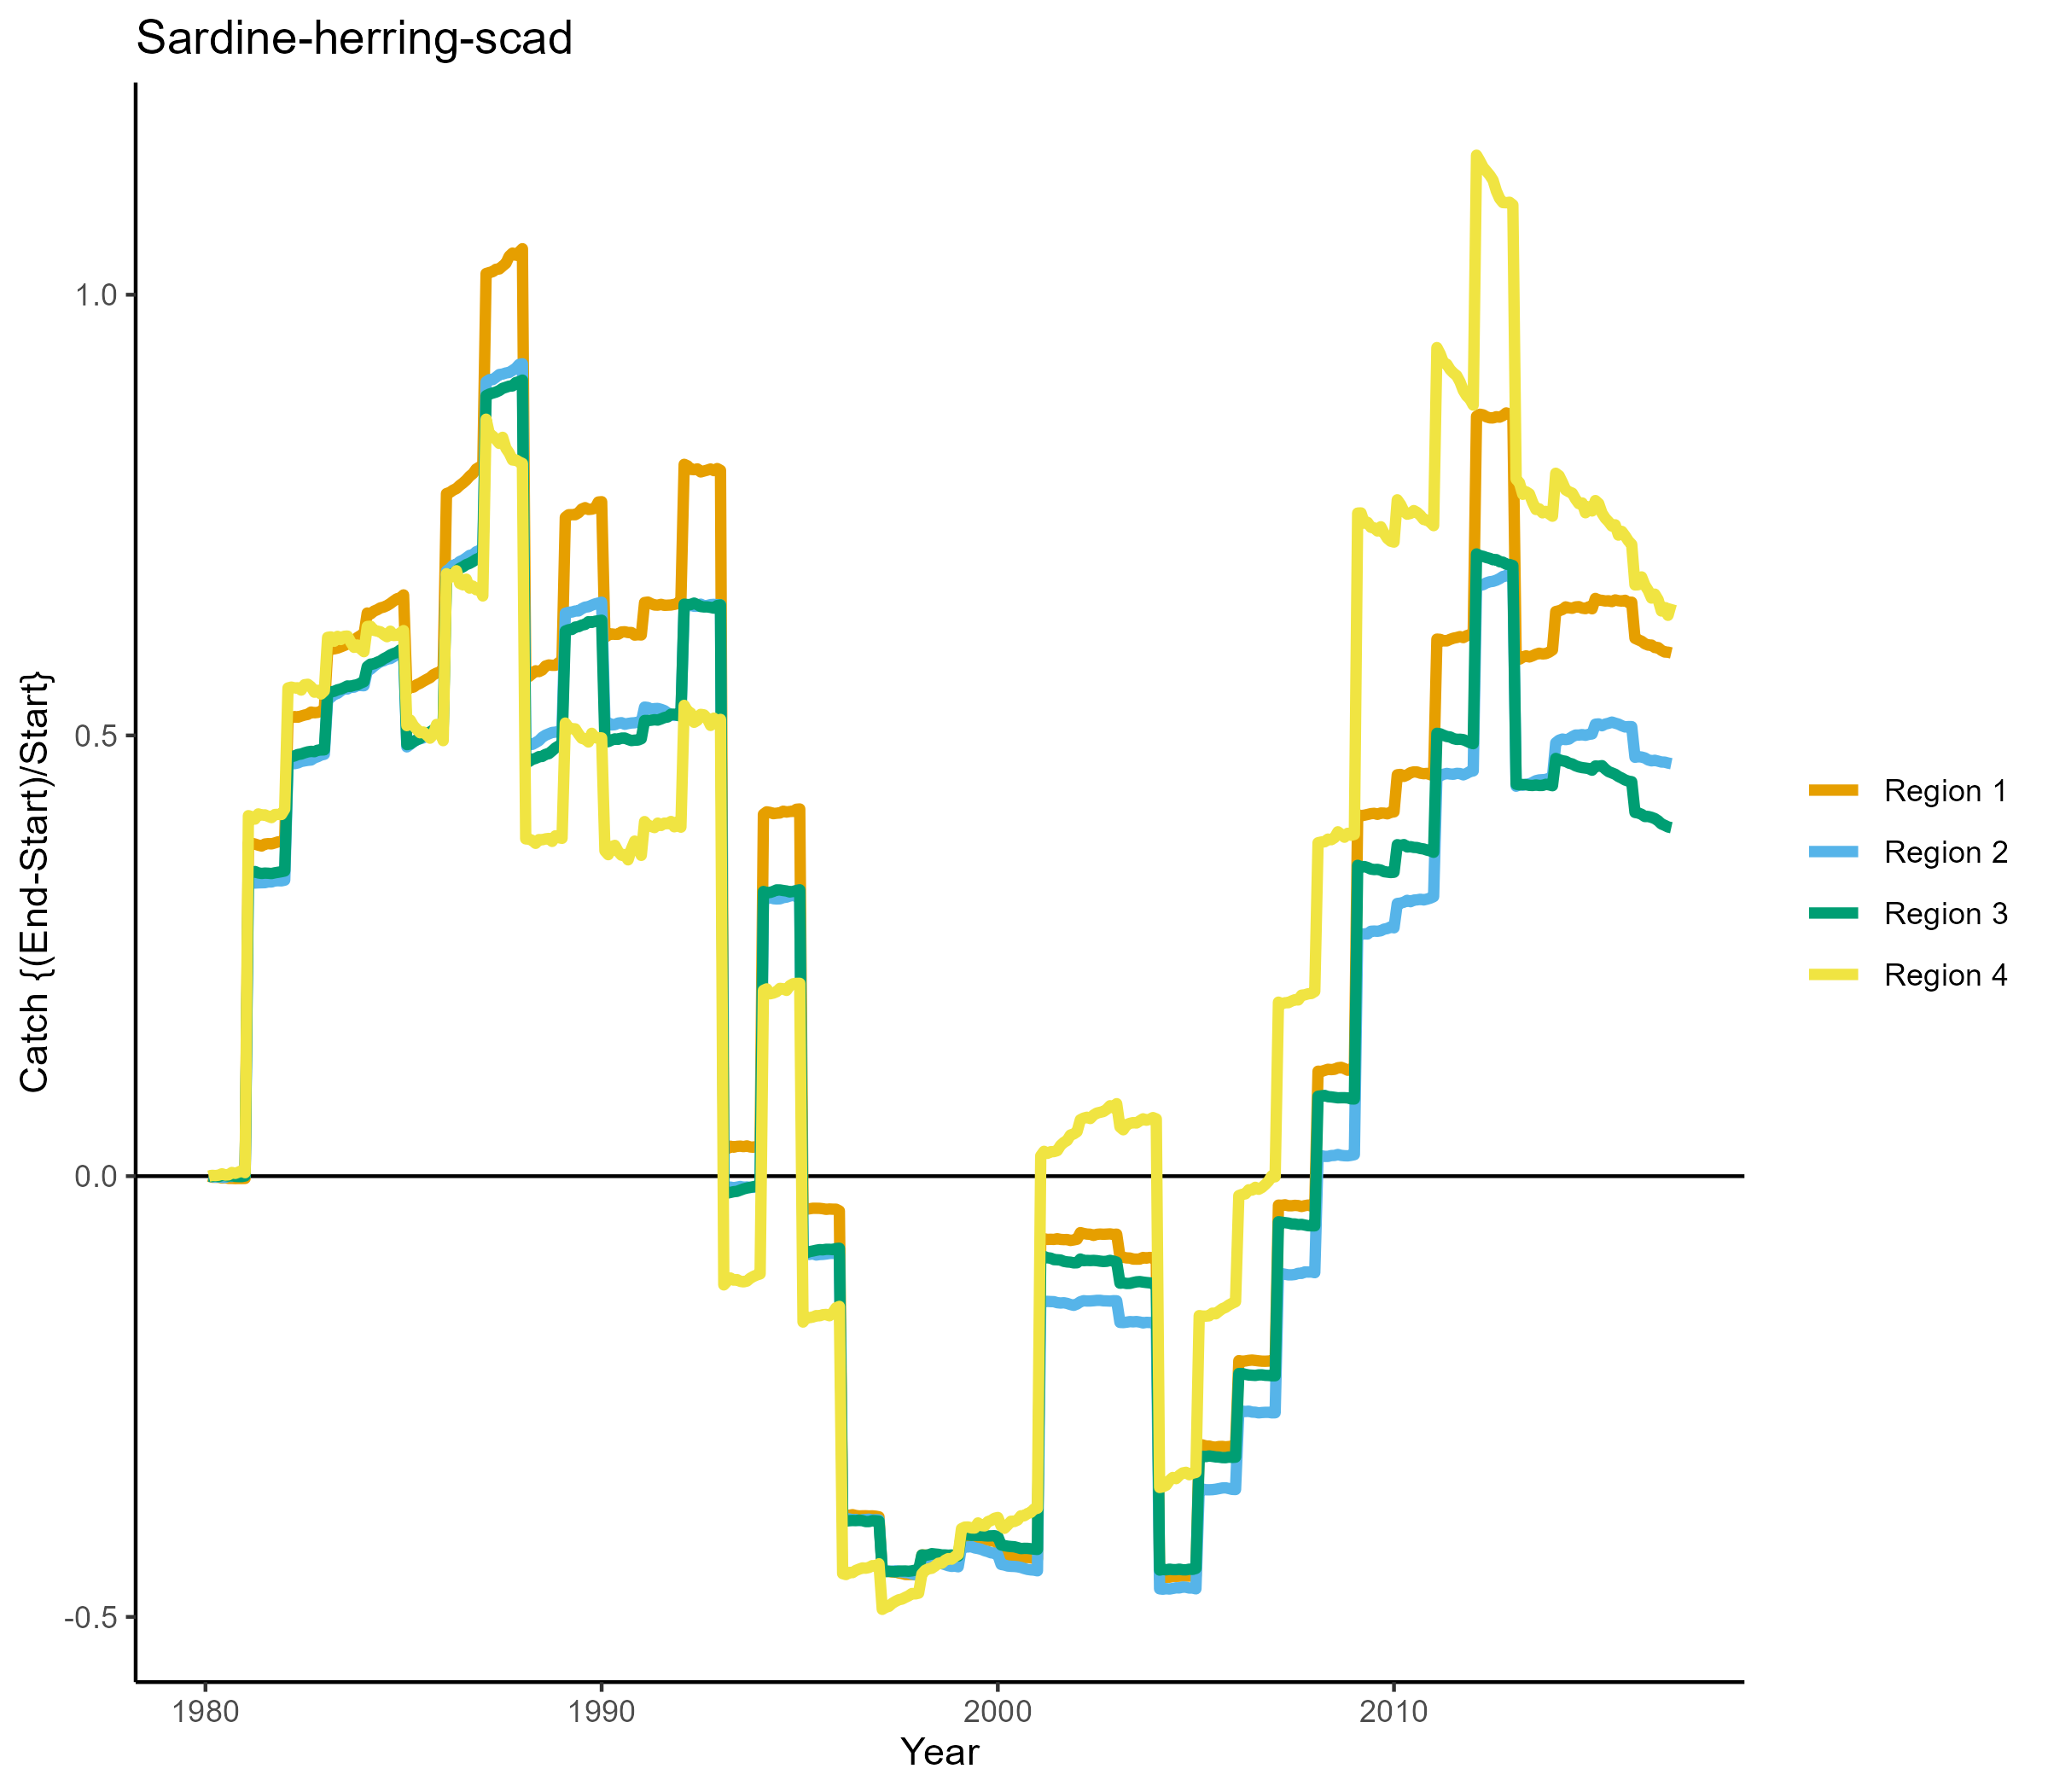 Sardine-herring-scad
Catch {(End-Start)/Start}
1.0
0.5
0.0
-0.5
1980
1990
2000
2010
Year
Region 1
Region 2
Region 3
Region 4